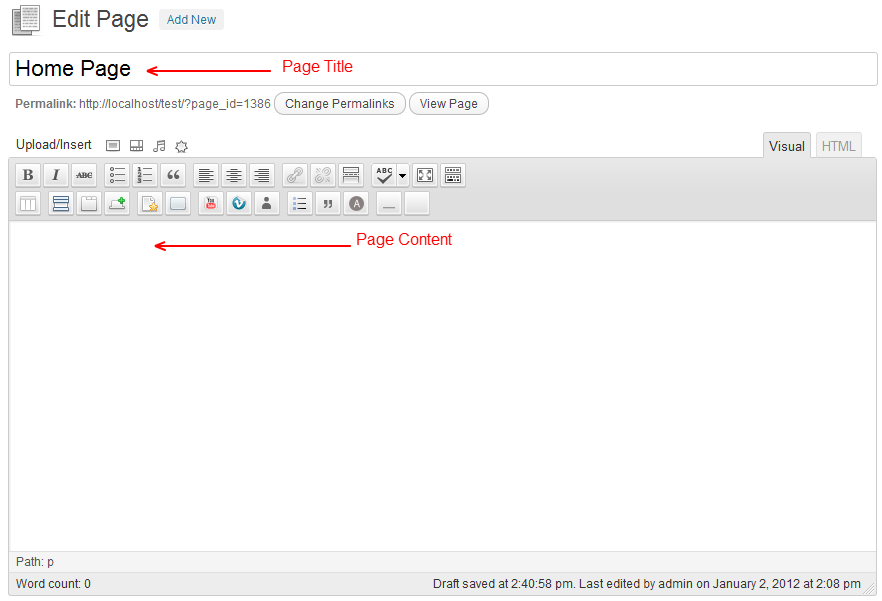 Edit Page Add New
Home Page Page Title
Permalink: http://localhost/test/?page_id=1386 Change Permalinks View Page
Upload/Insert Visual HTML
B I ABC ABC
You Tube A
Page Content
Path: p
Word count: 0 Draft saved at 2:40:58 pm. Last edited by admin on January 2, 2012 at 2:08 pm